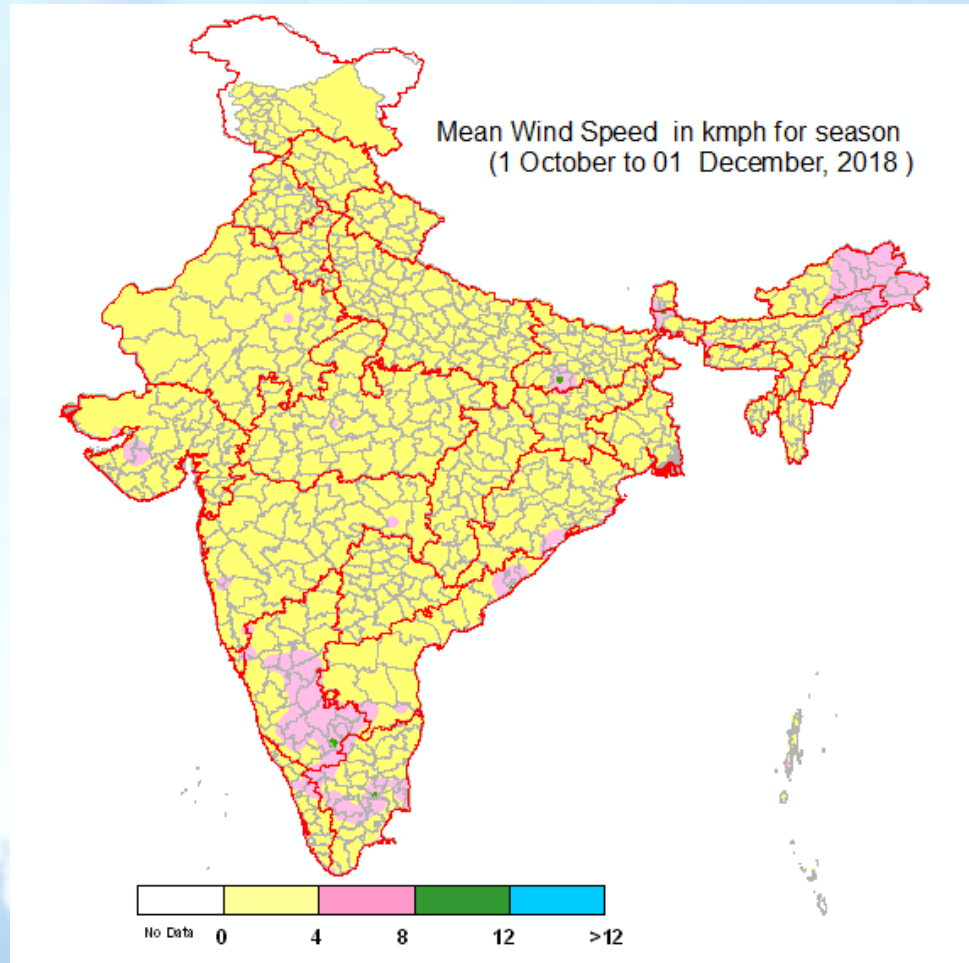 Mean Wind Speed in kmph for season
(1 October to 01 December, 2018 )
No Data 0 4 8 12 >12